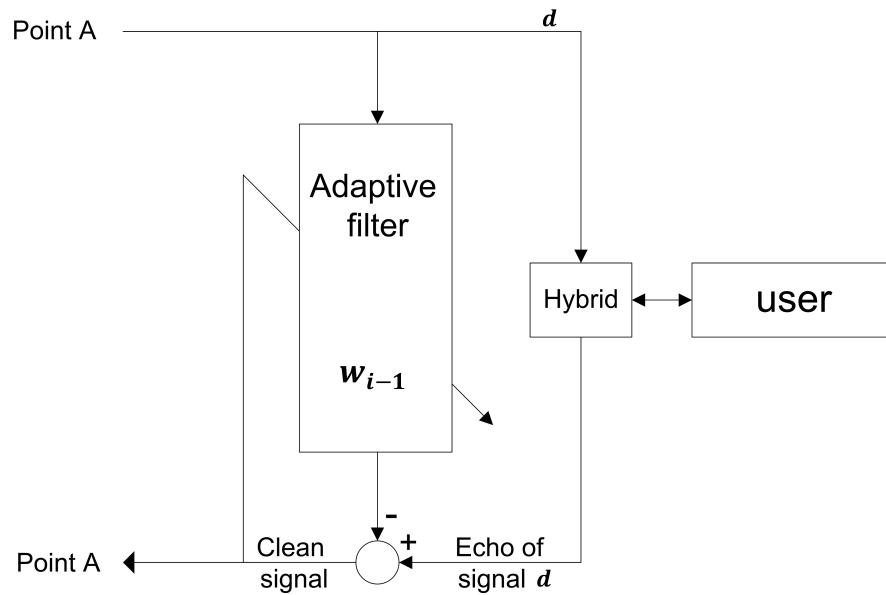 Point A
d
Adaptive
filter
Hybrid
user
w_{i-1}
-
+
Point A
Clean
signal
Echo of
signal d